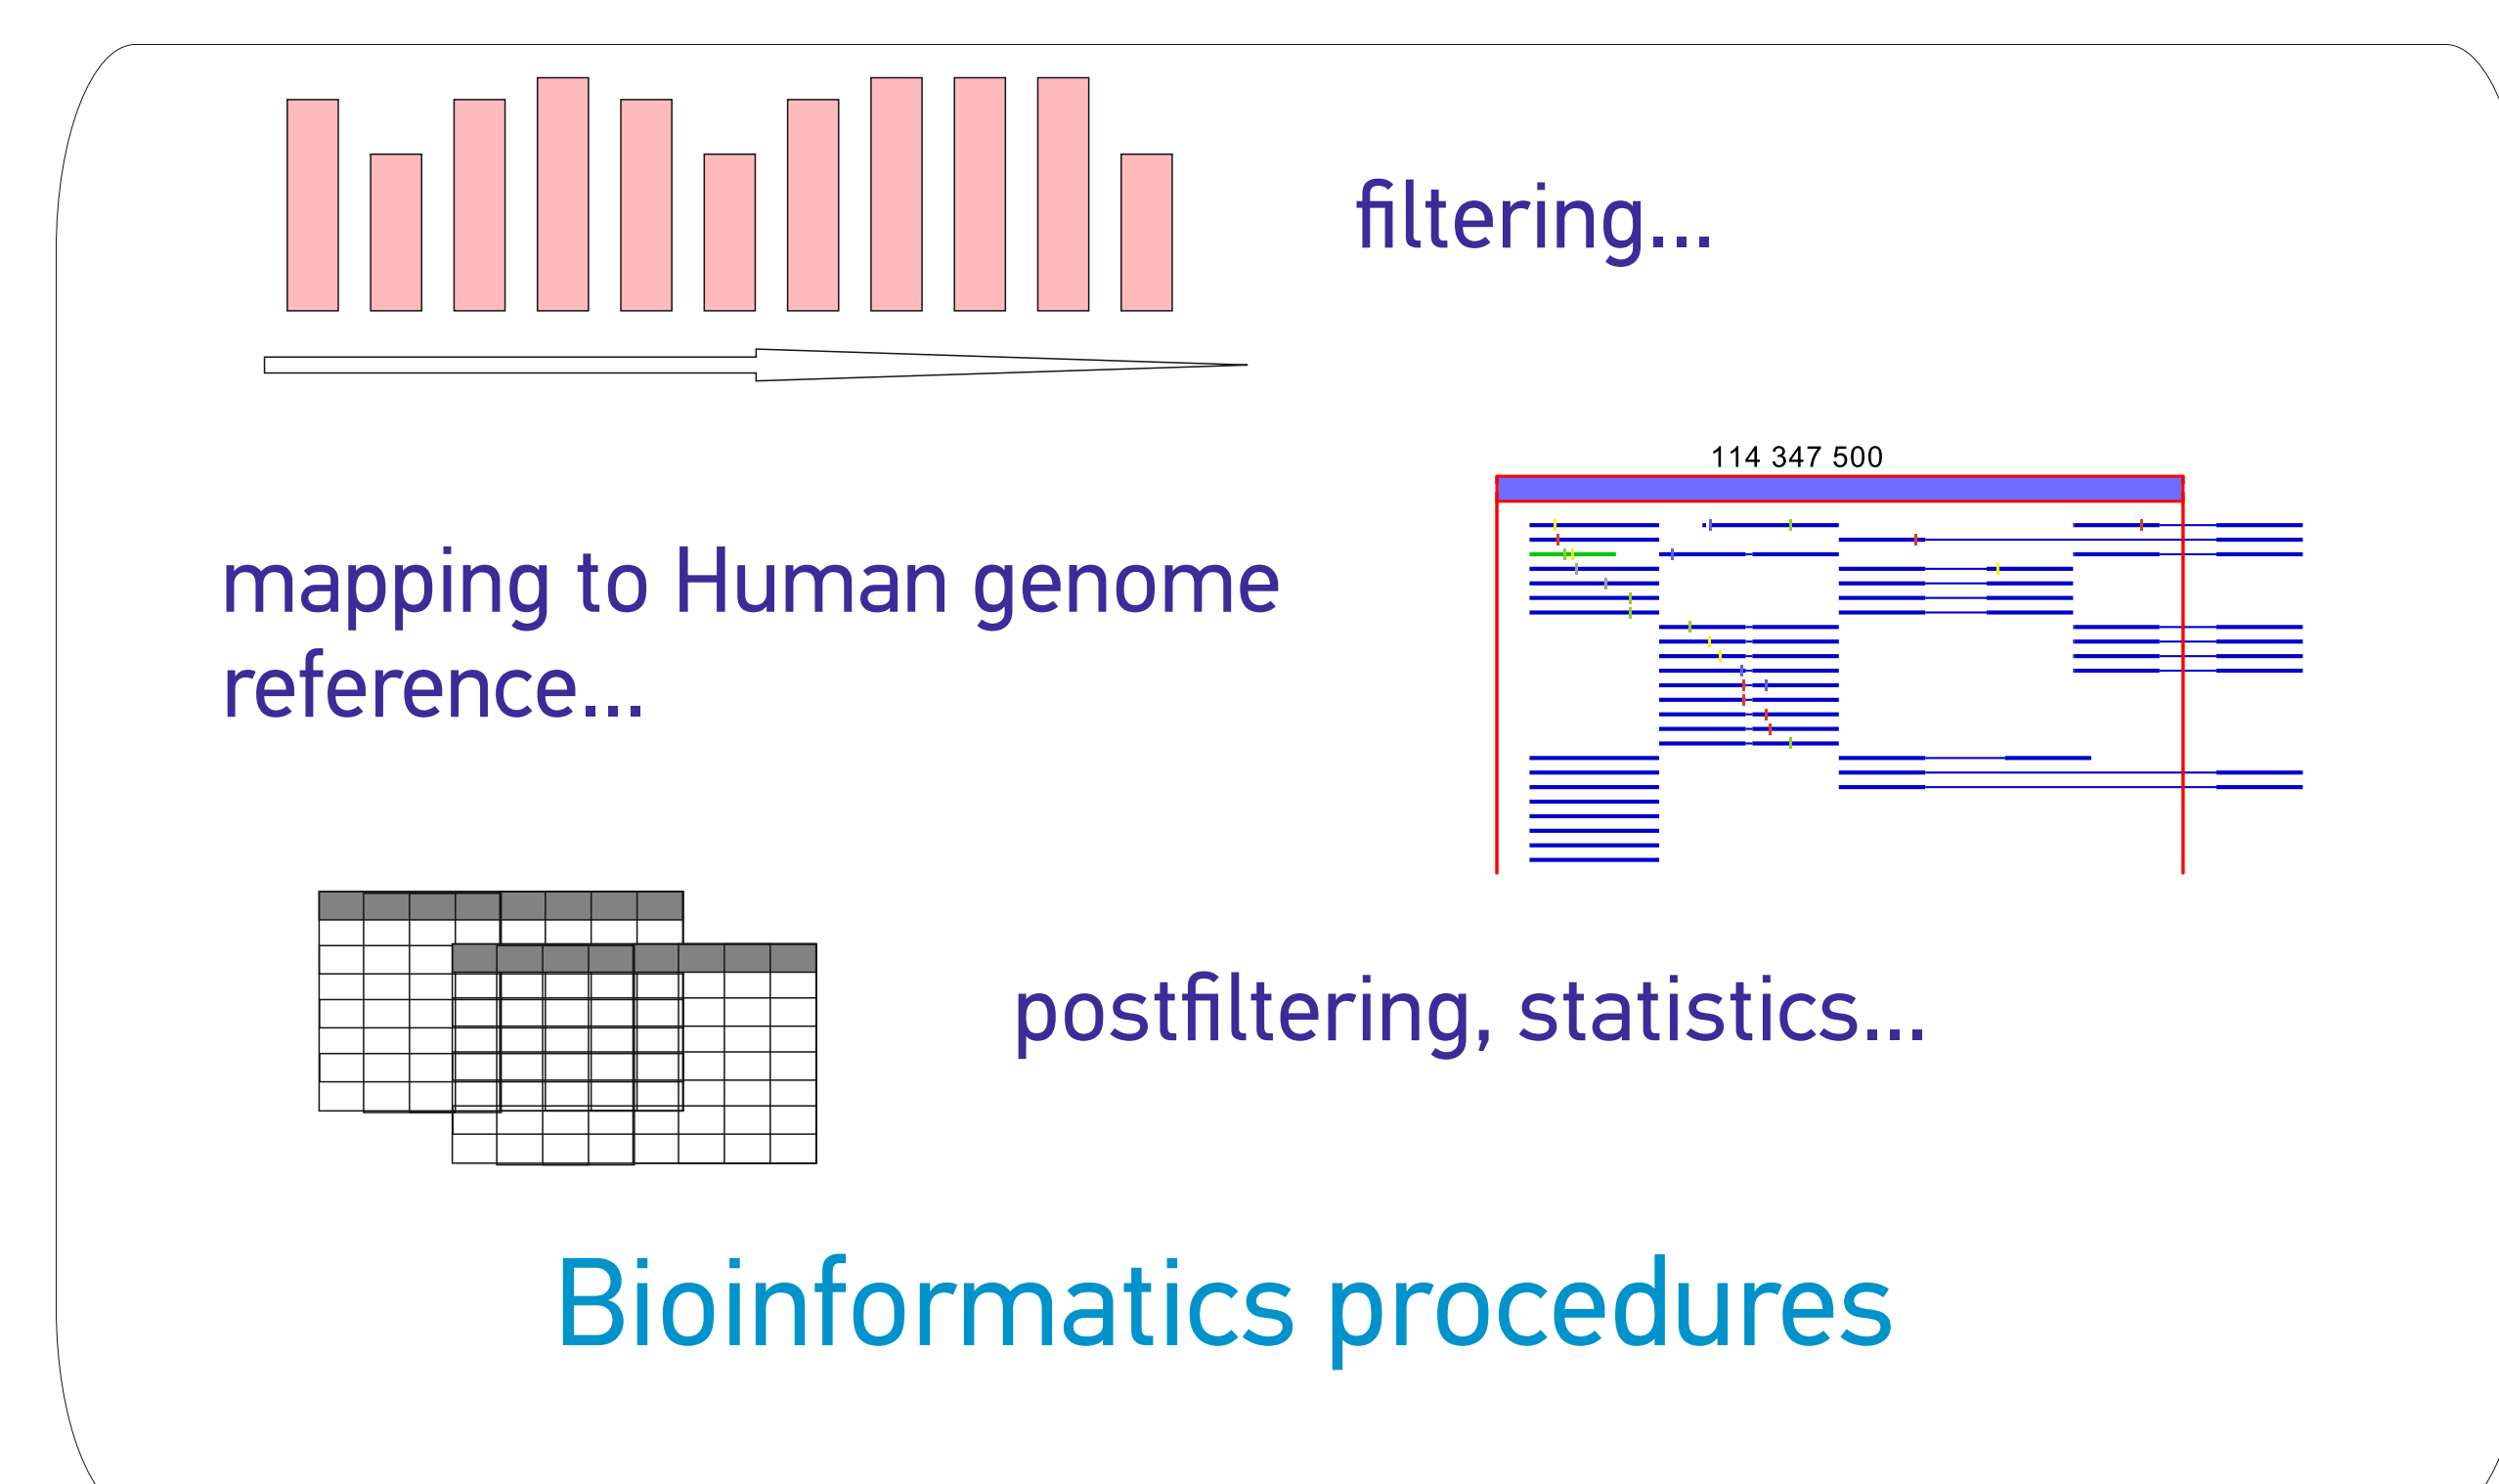 filtering...
114 347 500
mapping to Human genome
reference...
postfiltering, statistics...
Bioinformatics procedures